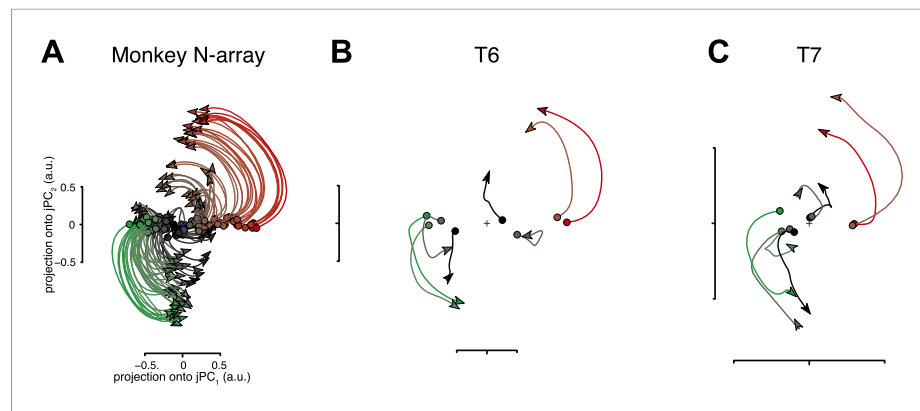 A Monkey N-array
B T6
C T7
projection onto jPC2 (a.u.)
0.5
0
−0.5
−0.5. 0 0.5
projection onto jPC1 (a.u.)